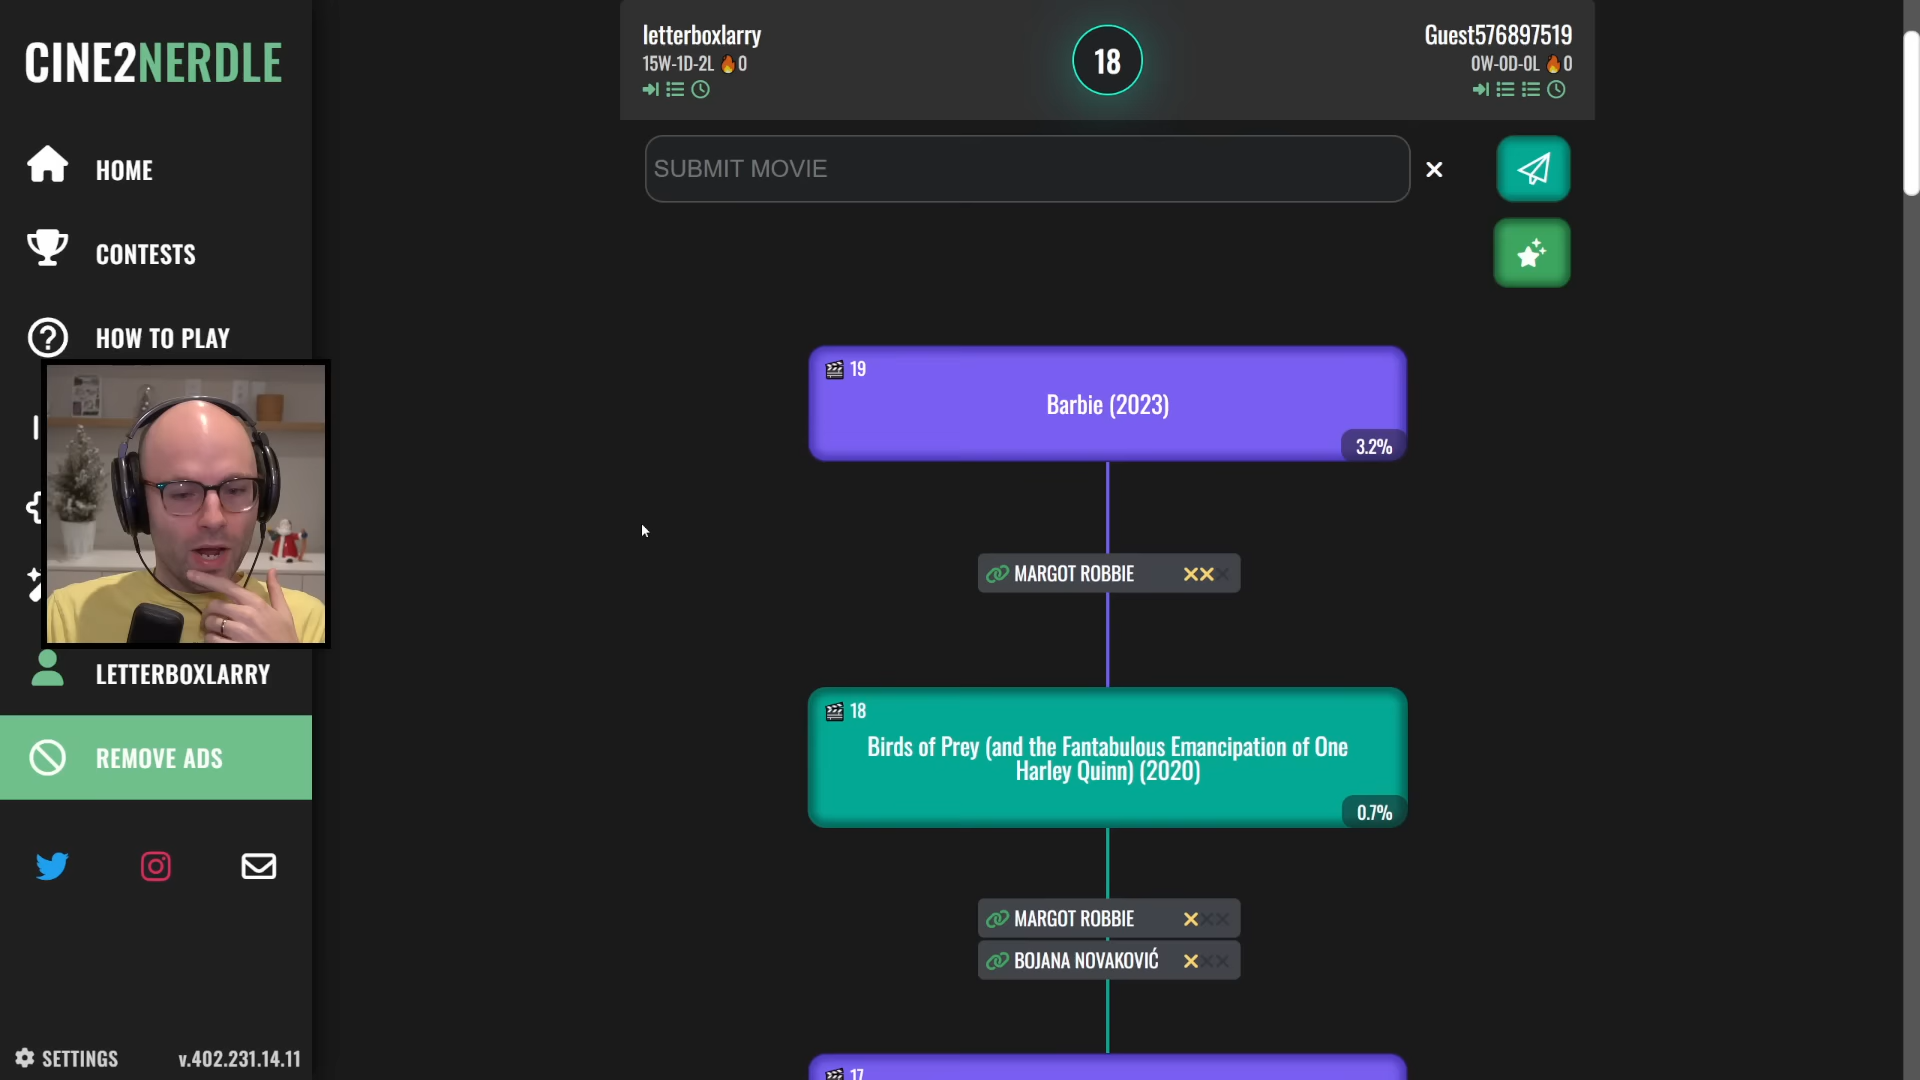 CINE2NERDLE
HOME
CONTESTS
HOW TO PLAY
LETTERBOXLARRY
REMOVE ADS
SETTINGS
v.402.231.14.11
letterboxlarry
15W-1D-2L 🔥0
18
Guest576897519
0W-0D-0L 🔥0
SUBMIT MOVIE
19
Barbie (2023)
3.2%
MARGOT ROBBIE
18
Birds of Prey (and the Fantabulous Emancipation of One
Harley Quinn) (2020)
0.7%
MARGOT ROBBIE
BOJANA NOVAKOVIĆ
17